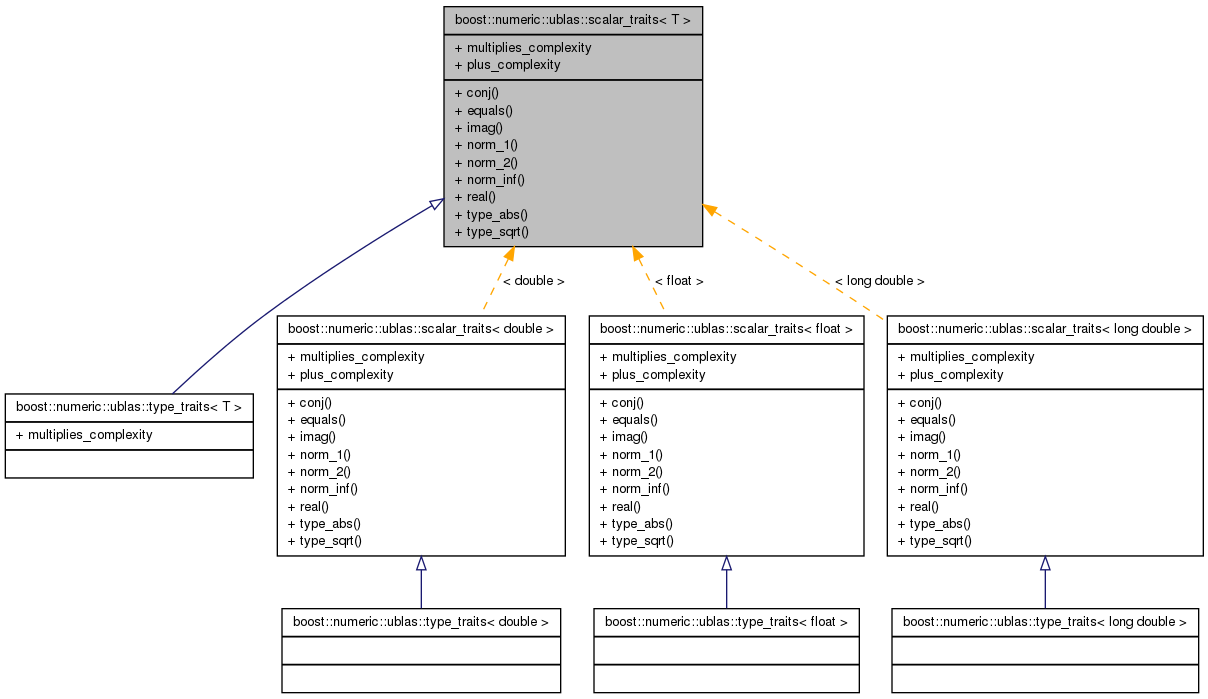 boost::numeric::ublas::scalar_traits< T >
+ multiplies_complexity
+ plus_complexity
+ conj()
+ equals()
+ imag()
+ norm_1()
+ norm_2()
+ norm_inf()
+ real()
+ type_abs()
+ type_sqrt()
< double >
< float >
< long double >
boost::numeric::ublas::type_traits< T >
+ multiplies_complexity
boost::numeric::ublas::scalar_traits< double >
+ multiplies_complexity
+ plus_complexity
+ conj()
+ equals()
+ imag()
+ norm_1()
+ norm_2()
+ norm_inf()
+ real()
+ type_abs()
+ type_sqrt()
boost::numeric::ublas::scalar_traits< float >
+ multiplies_complexity
+ plus_complexity
+ conj()
+ equals()
+ imag()
+ norm_1()
+ norm_2()
+ norm_inf()
+ real()
+ type_abs()
+ type_sqrt()
boost::numeric::ublas::scalar_traits< long double >
+ multiplies_complexity
+ plus_complexity
+ conj()
+ equals()
+ imag()
+ norm_1()
+ norm_2()
+ norm_inf()
+ real()
+ type_abs()
+ type_sqrt()
boost::numeric::ublas::type_traits< double >
boost::numeric::ublas::type_traits< float >
boost::numeric::ublas::type_traits< long double >